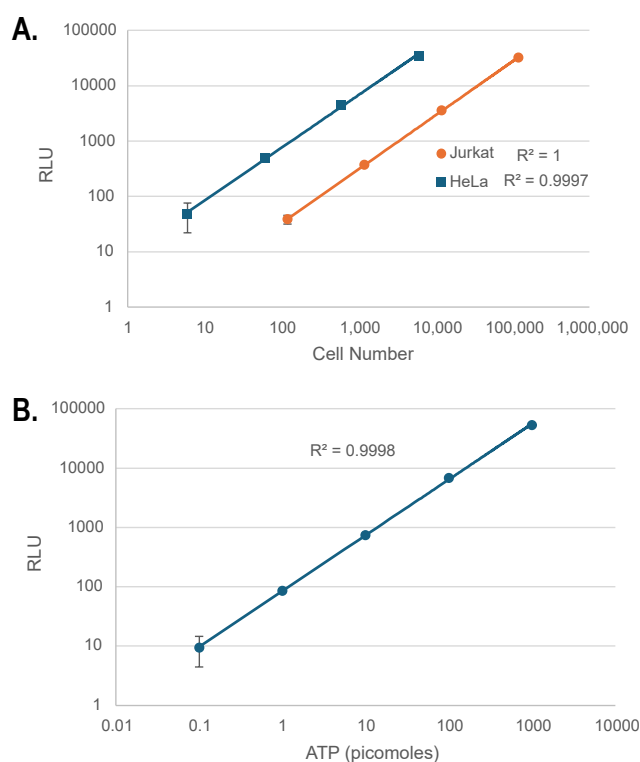 A.
100000
10000
1000
100
10
1
RLU
Jurkat R² = 1
HeLa R² = 0.9997
1 10 100 1,000 10,000 100,000 1,000,000
Cell Number
B.
100000
10000
1000
100
10
1
RLU
R² = 0.9998
0.01 0.1 1 10 100 1000 10000
ATP (picomoles)